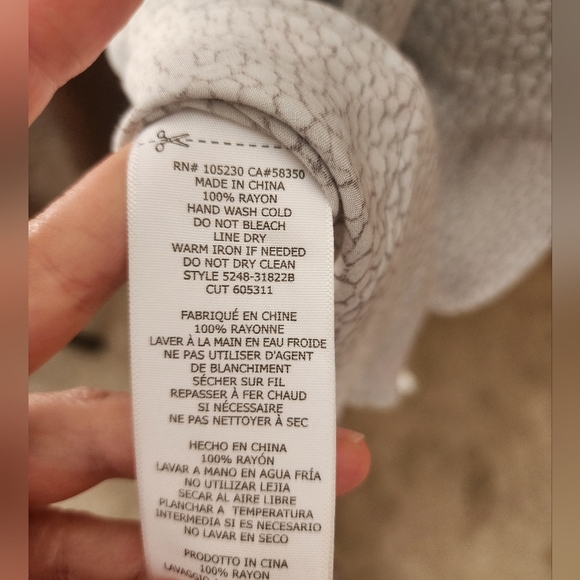 RN# 105230 CA#58350
MADE IN CHINA
100% RAYON
HAND WASH COLD
DO NOT BLEACH
LINE DRY
WARM IRON IF NEEDED
DO NOT DRY CLEAN
STYLE 5248-31822B
CUT 605311
FABRIQUÉ EN CHINE
100% RAYONNE
LAVER À LA MAIN EN EAU FROIDE
NE PAS UTILISER D'AGENT
DE BLANCHIMENT
SÉCHER SUR FIL
REPASSER À FER CHAUD
SI NÉCESSAIRE
NE PAS NETTOYER À SEC
HECHO EN CHINA
100% RAYÓN
LAVAR A MANO EN AGUA FRÍA
NO UTILIZAR LEJIA
SECAR AL AIRE LIBRE
PLANCHAR A TEMPERATURA
INTERMEDIA SI ES NECESARIO
NO LAVAR EN SECO
PRODOTTO IN CINA
100% RAYON
LAVAGGIO